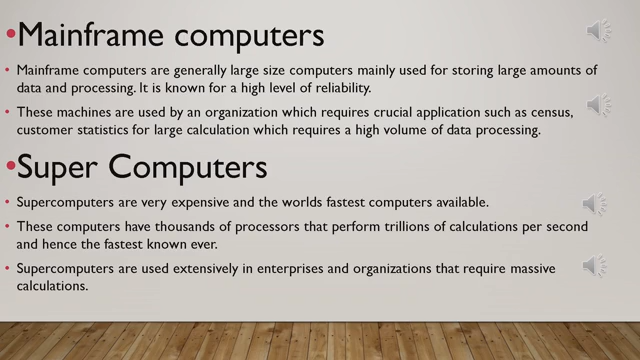 •Mainframe computers
• Mainframe computers are generally large size computers mainly used for storing large amounts of
data and processing. It is known for a high level of reliability.
• These machines are used by an organization which requires crucial application such as census,
customer statistics for large calculation which requires a high volume of data processing.
•Super Computers
• Supercomputers are very expensive and the worlds fastest computers available.
• These computers have thousands of processors that perform trillions of calculations per second
and hence the fastest known ever.
• Supercomputers are used extensively in enterprises and organizations that require massive
calculations.